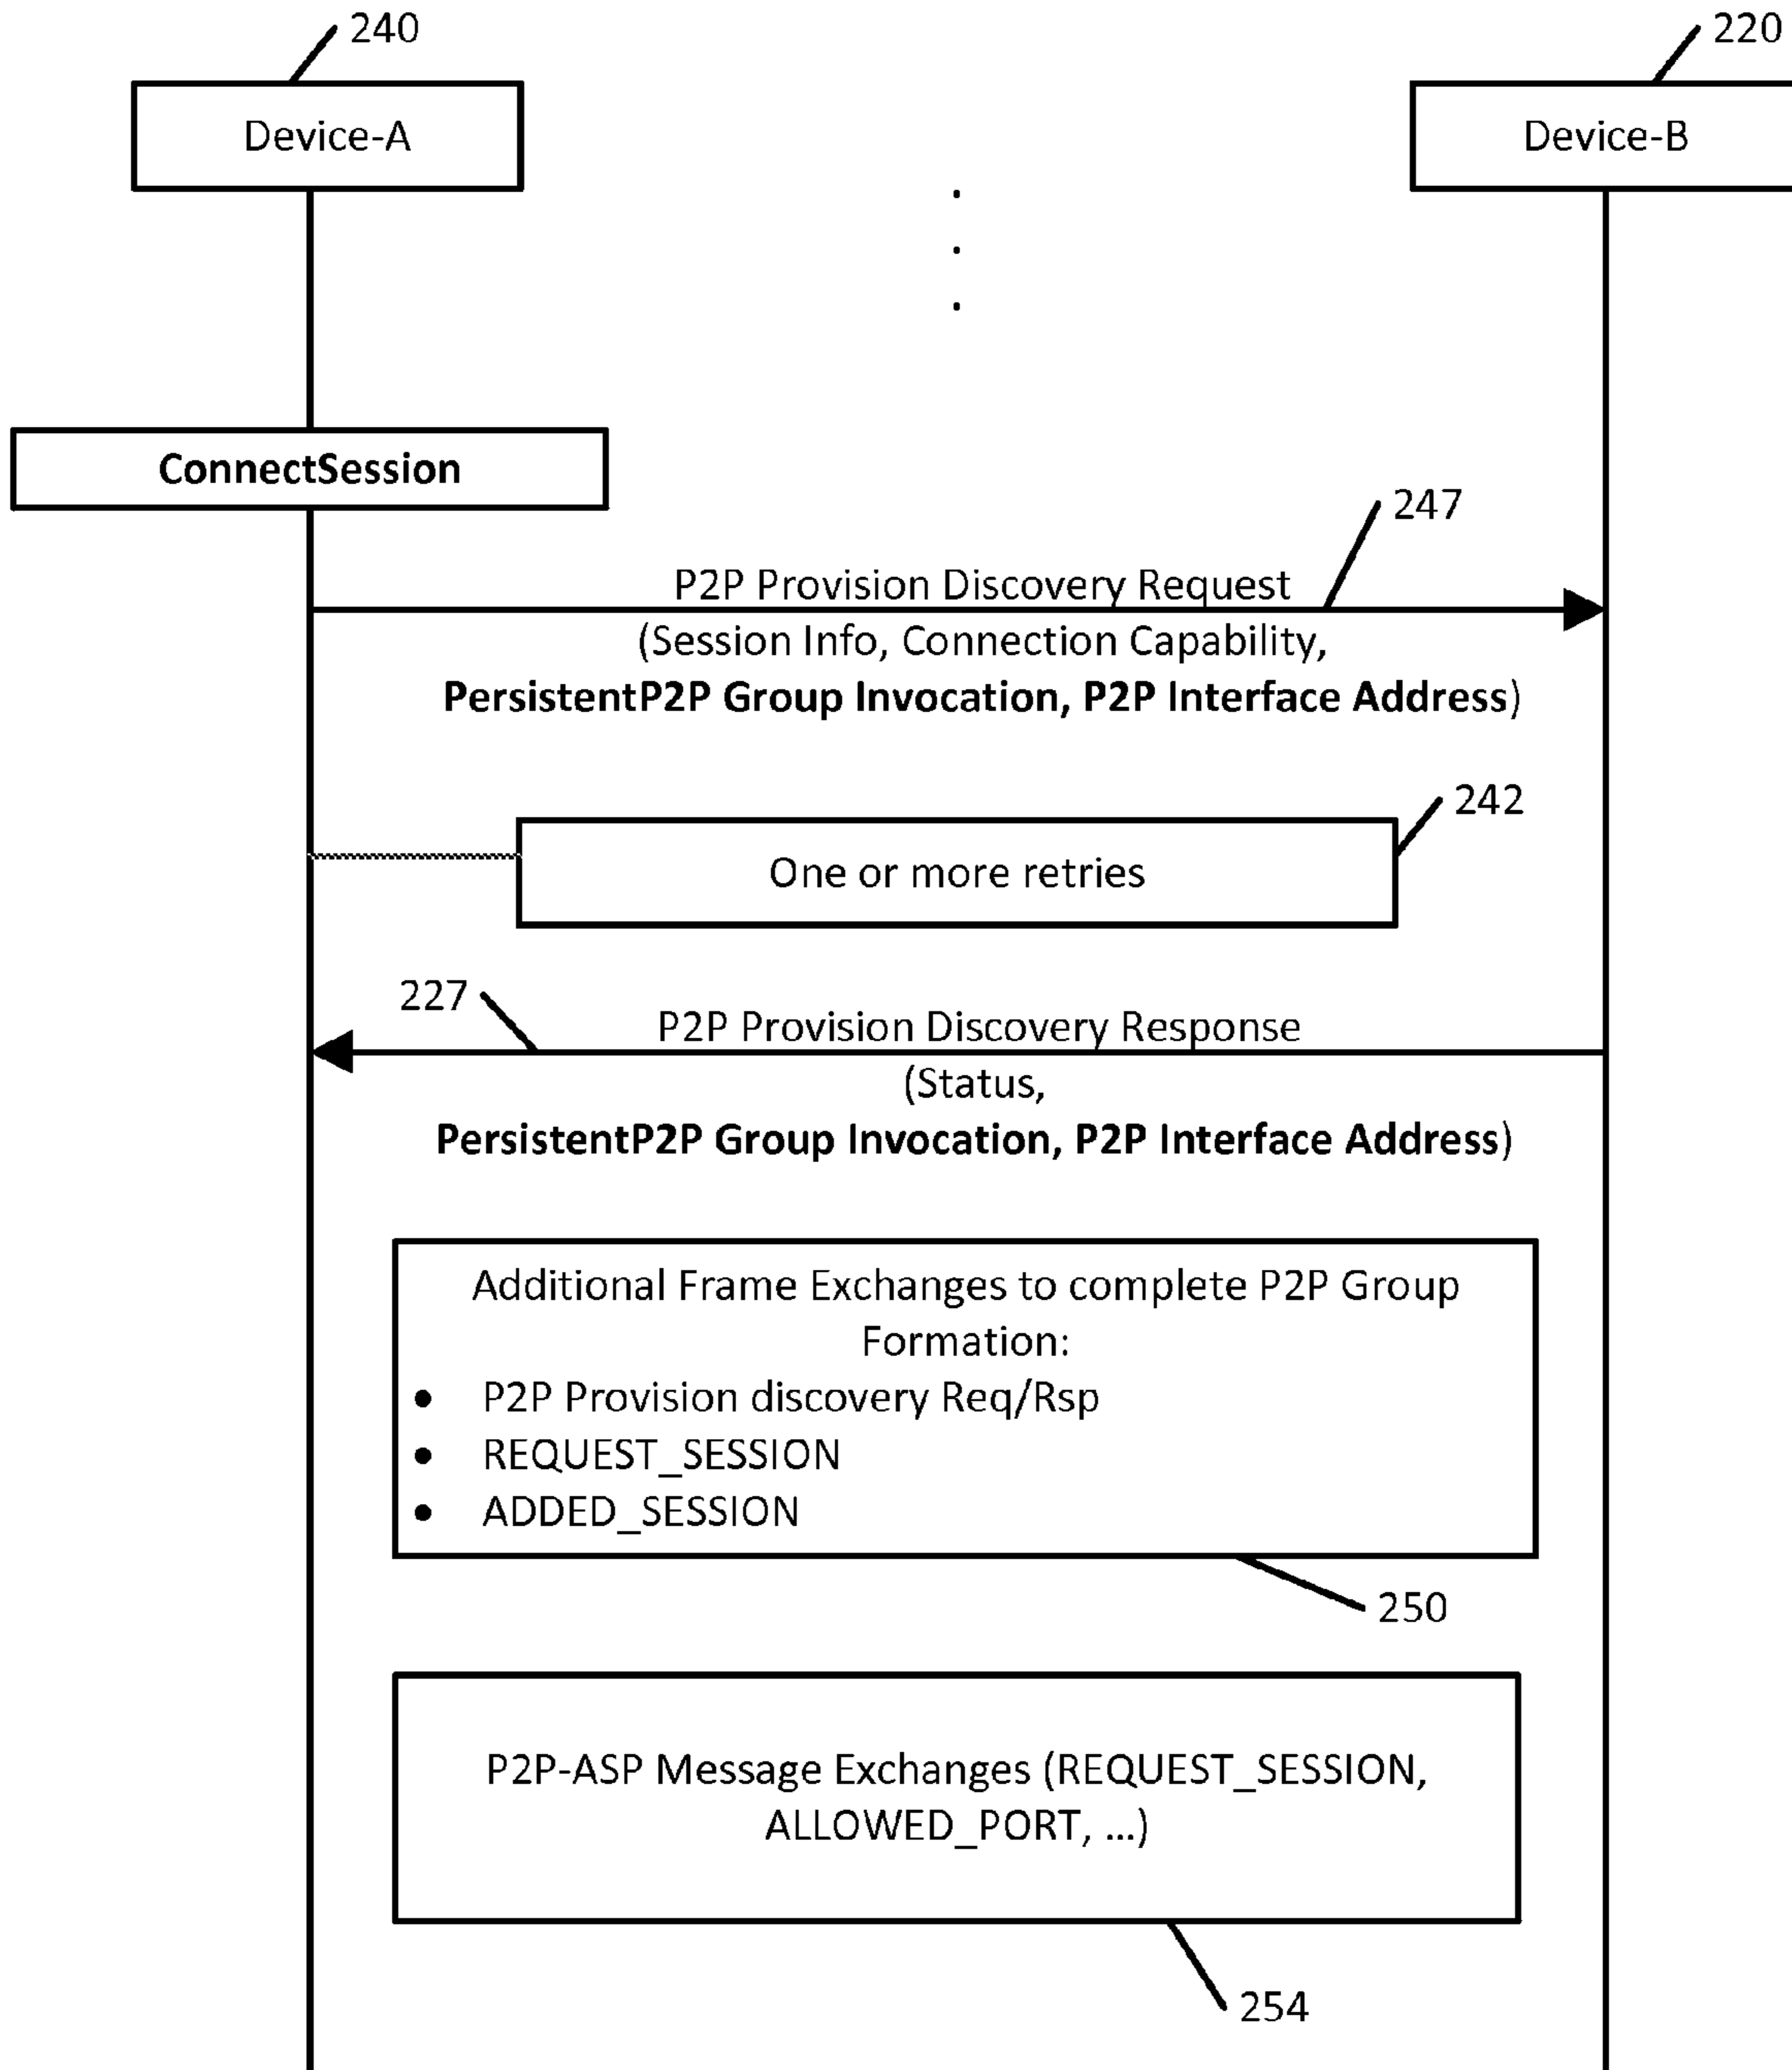 240
220
Device-A
Device-B
.
.
.
ConnectSession
247
P2P Provision Discovery Request
(Session Info, Connection Capability,
PersistentP2P Group Invocation, P2P Interface Address)
242
One or more retries
227
P2P Provision Discovery Response
(Status,
PersistentP2P Group Invocation, P2P Interface Address)
Additional Frame Exchanges to complete P2P Group
Formation:
• P2P Provision discovery Req/Rsp
• REQUEST_SESSION
• ADDED_SESSION
250
P2P-ASP Message Exchanges (REQUEST_SESSION,
ALLOWED_PORT, ...)
254